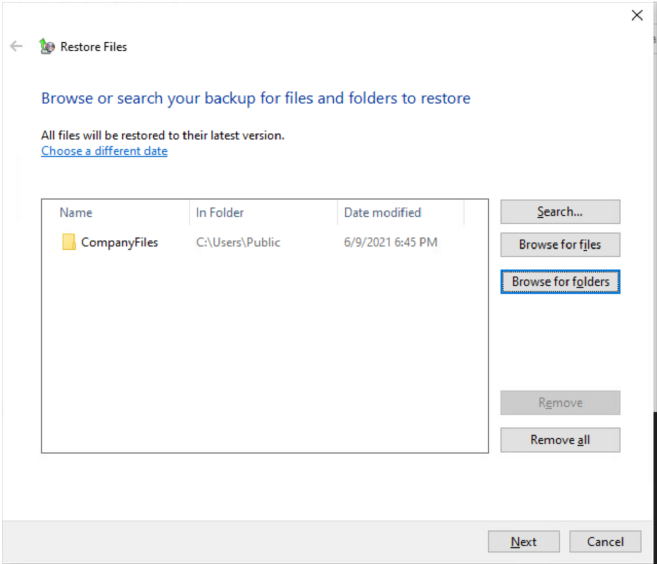 Restore Files
Browse or search your backup for files and folders to restore
All files will be restored to their latest version.
Choose a different date
Name In Folder Date modified
CompanyFiles C:\Users\Public 6/9/2021 6:45 PM
Search...
Browse for files
Browse for folders
Remove
Remove all
Next Cancel